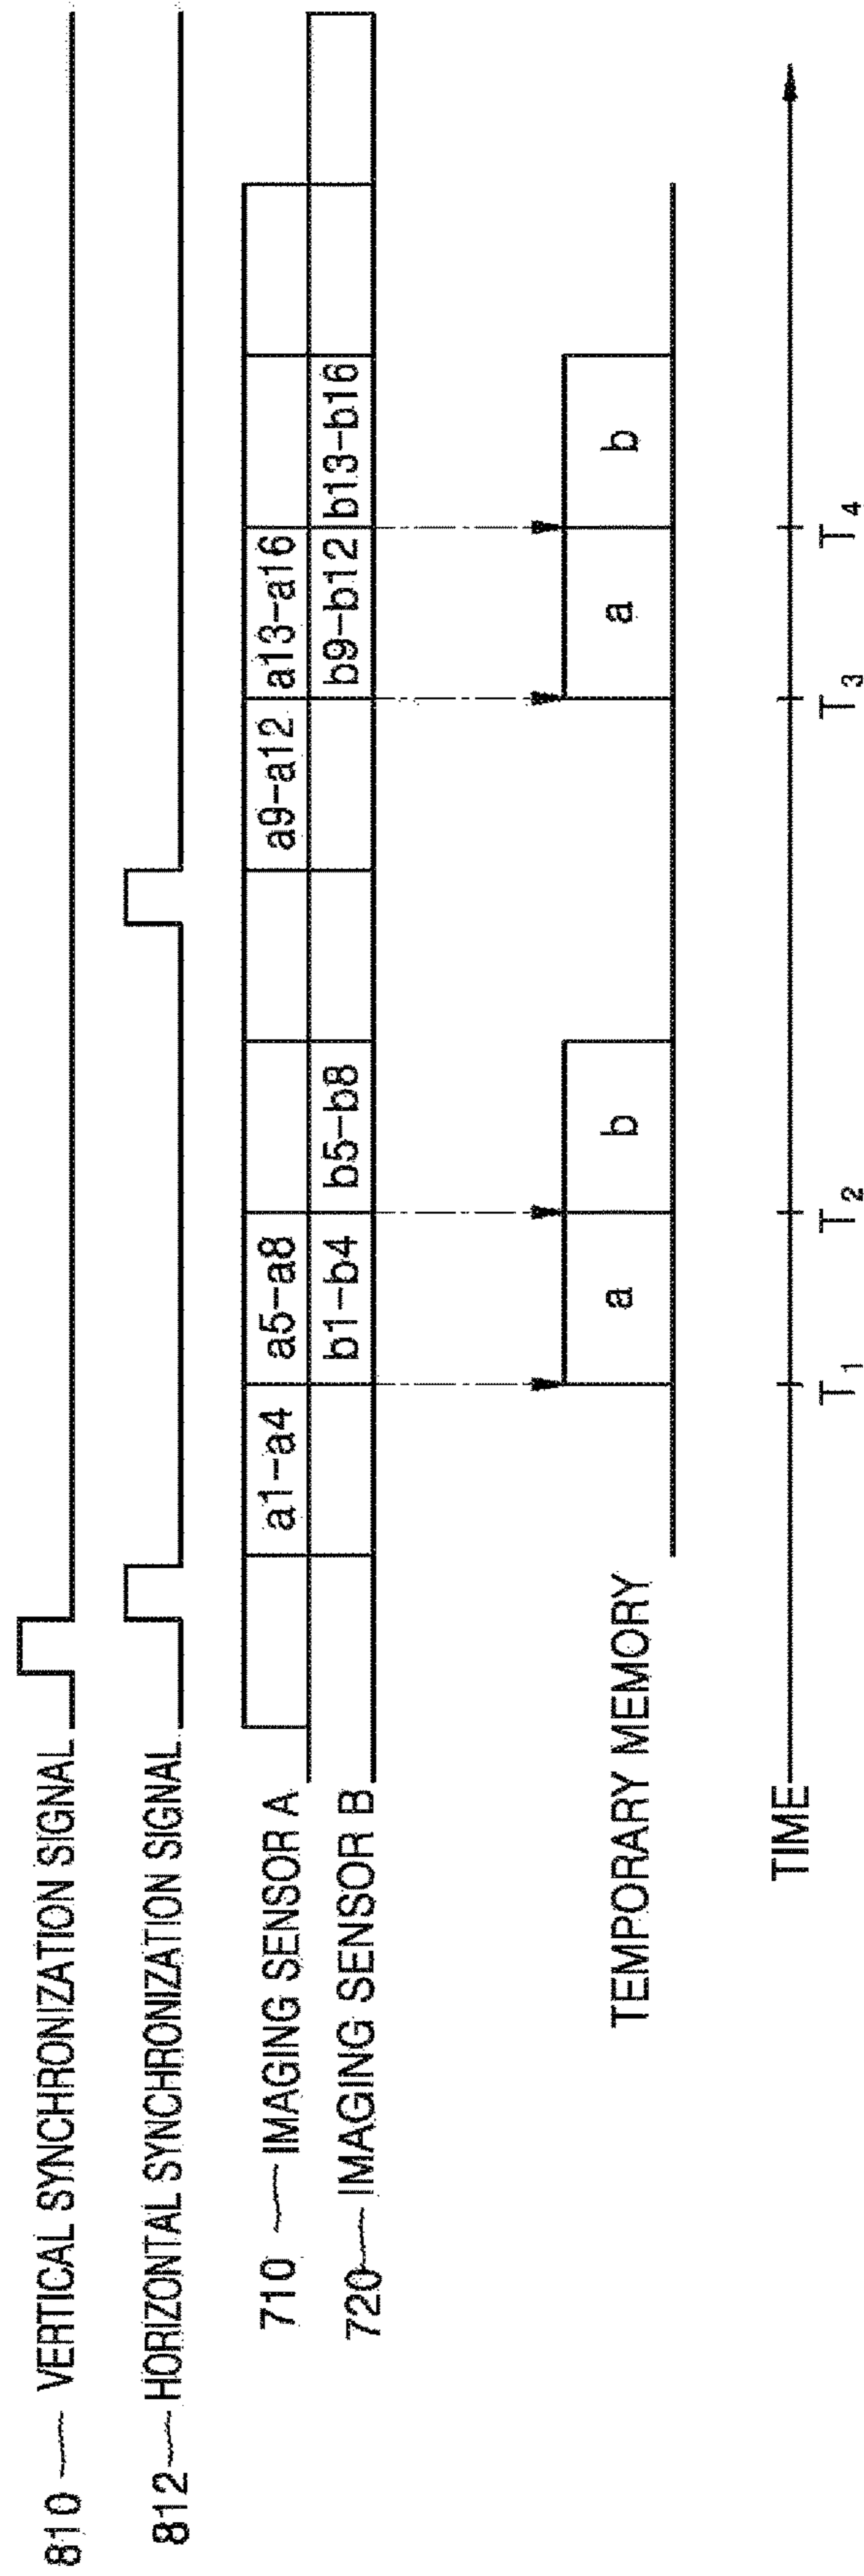 810 VERTICAL SYNCHRONIZATION SIGNAL
812 HORIZONTAL SYNCHRONIZATION SIGNAL
710 IMAGING SENSOR A
a1-a4 a5-a8 a9-a12 a13-a16
720 IMAGING SENSOR B
b1-b4 b5-b8 b9-b12 b13-b16
TEMPORARY MEMORY
a b a b
TIME
T1 T2 T3 T4